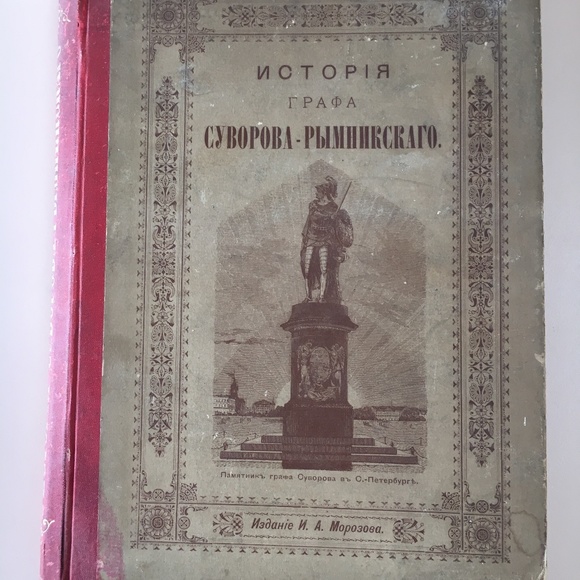 ИСТОРІЯ
ГРАФА
СУВОРОВА-РЫМНИКСКАГО.
Памятникъ графа Суворова въ С.-Петербургѣ.
Изданіе И. А. Морозова.